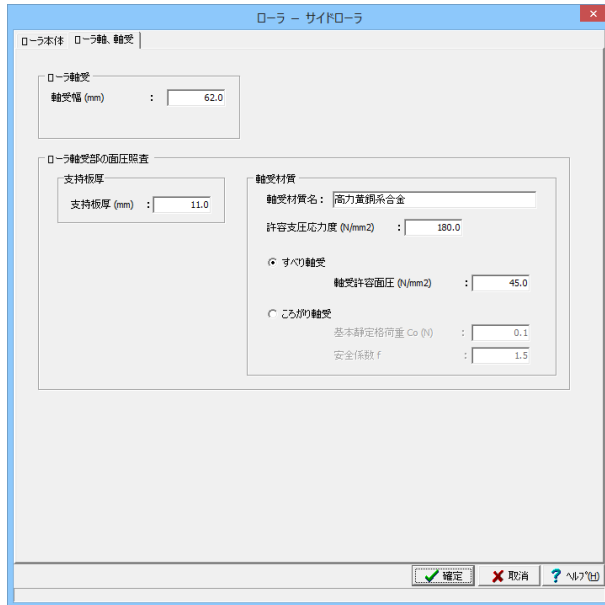 ローラ － サイドローラ
ローラ本体 ローラ軸、軸受
ローラ軸受
軸受幅 (mm) : 62.0
ローラ軸受部の面圧照査
支持板厚
支持板厚 (mm) : 11.0
軸受材質
軸受材質名 : 高力黄銅系合金
許容支圧応力度 (N/mm2) : 180.0
すべり軸受
軸受許容面圧 (N/mm2) : 45.0
ころがり軸受
基本静定格荷重 Co (N) : 0.1
安全係数 f : 1.5
確定 取消 ヘルプ(H)